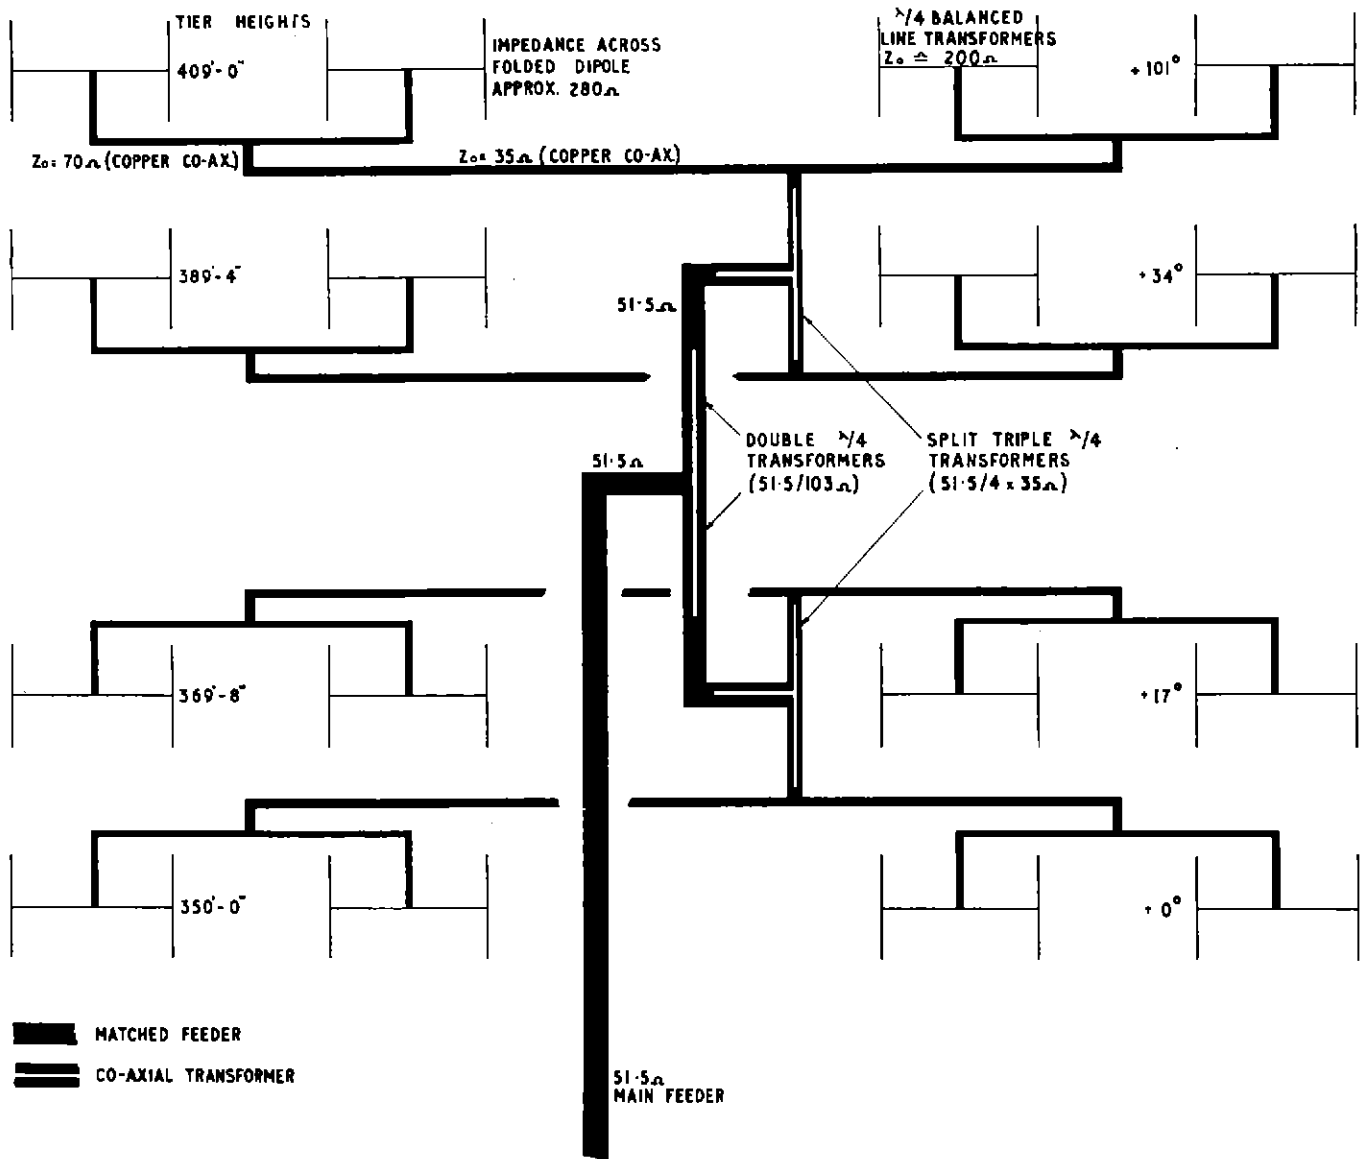 TIER HEIGHTS
409'-0"
IMPEDANCE ACROSS
FOLDED DIPOLE
APPROX. 280Ω
λ/4 BALANCED
LINE TRANSFORMERS
Z₀ ≏ 200Ω
+101°
Z₀= 70Ω (COPPER CO-AX)
Z₀= 35Ω (COPPER CO-AX)
389'-4"
51·5Ω
+34°
51·5Ω
DOUBLE λ/4
TRANSFORMERS
(51·5/103Ω)
SPLIT TRIPLE λ/4
TRANSFORMERS
(51·5/4 x 35Ω)
369'-8"
+17°
350'-0"
+0°
MATCHED FEEDER
CO-AXIAL TRANSFORMER
51·5Ω
MAIN FEEDER